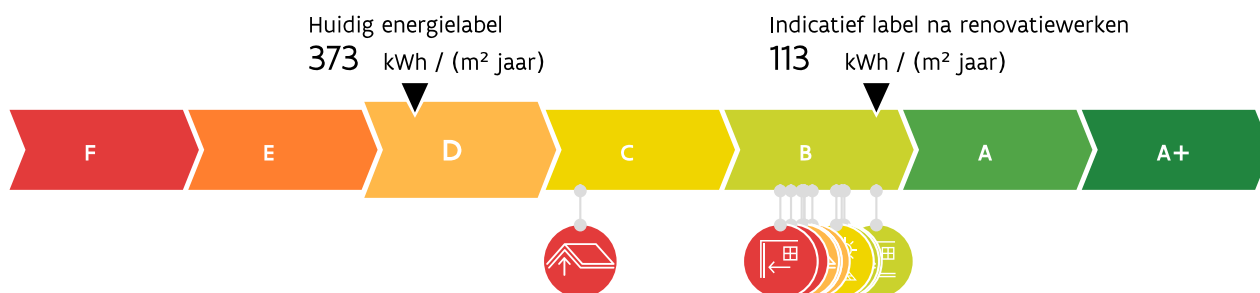 Huidig energielabel
373 kWh / (m² jaar)
Indicatief label na renovatiewerken
113 kWh / (m² jaar)
F E D C B A A+